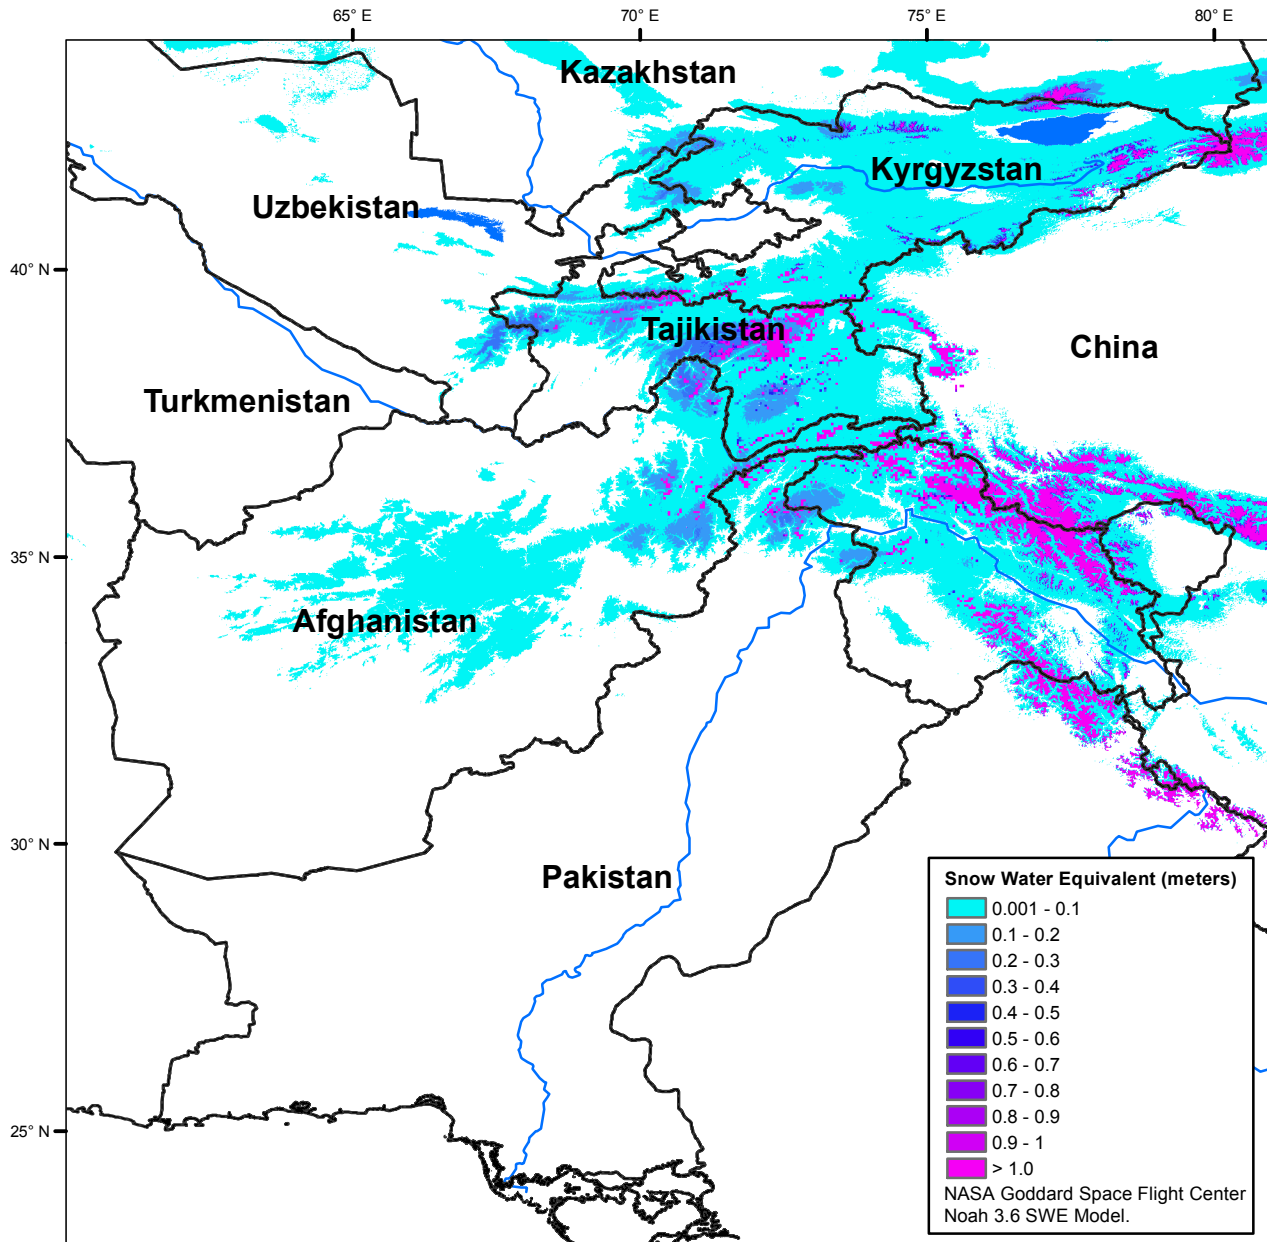 65° E
70° E
75° E
80° E
Kazakhstan
Kyrgyzstan
Uzbekistan
40° N
Tajikistan
China
Turkmenistan
35° N
Afghanistan
30° N
Pakistan
25° N
Snow Water Equivalent (meters)
0.001 - 0.1
0.1 - 0.2
0.2 - 0.3
0.3 - 0.4
0.4 - 0.5
0.5 - 0.6
0.6 - 0.7
0.7 - 0.8
0.8 - 0.9
0.9 - 1
> 1.0
NASA Goddard Space Flight Center
Noah 3.6 SWE Model.